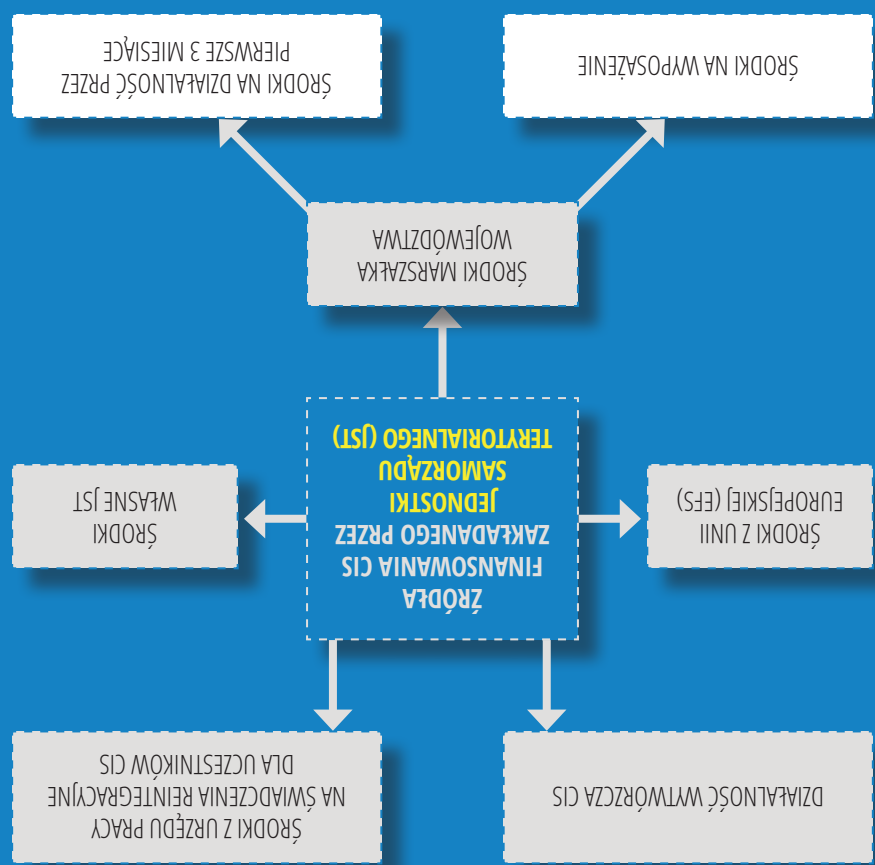 DZIAŁALNOŚĆ WYTWÓRCZA CIS
ŚRODKI Z URZĘDU PRACY
NA ŚWIADCZENIA REINTEGRACYJNE
DLA UCZESTNIKÓW CIS
ŚRODKI Z UNII
EUROPEJSKIEJ (EFS)
ŹRÓDŁA
FINANSOWANIA CIS
ZAKŁADANEGO PRZEZ
JEDNOSTKI
SAMORZĄDU
TERYTORIALNEGO (JST)
ŚRODKI
WŁASNE JST
ŚRODKI MARSZAŁKA
WOJEWÓDZTWA
ŚRODKI NA WYPOSAŻENIE
ŚRODKI NA DZIAŁALNOŚĆ PRZEZ
PIERWSZE 3 MIESIĄCE